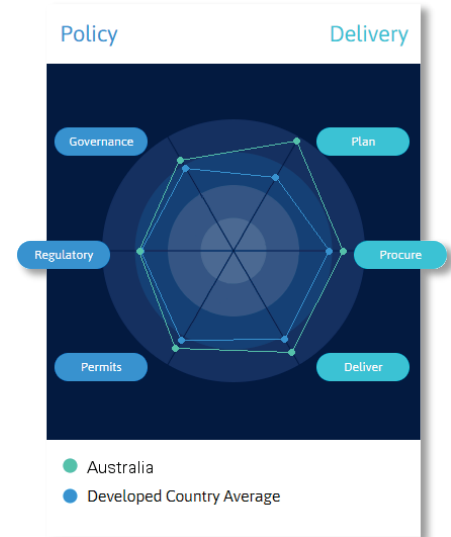 Policy Delivery
Governance Plan
Regulatory Procure
Permits Deliver
Australia
Developed Country Average